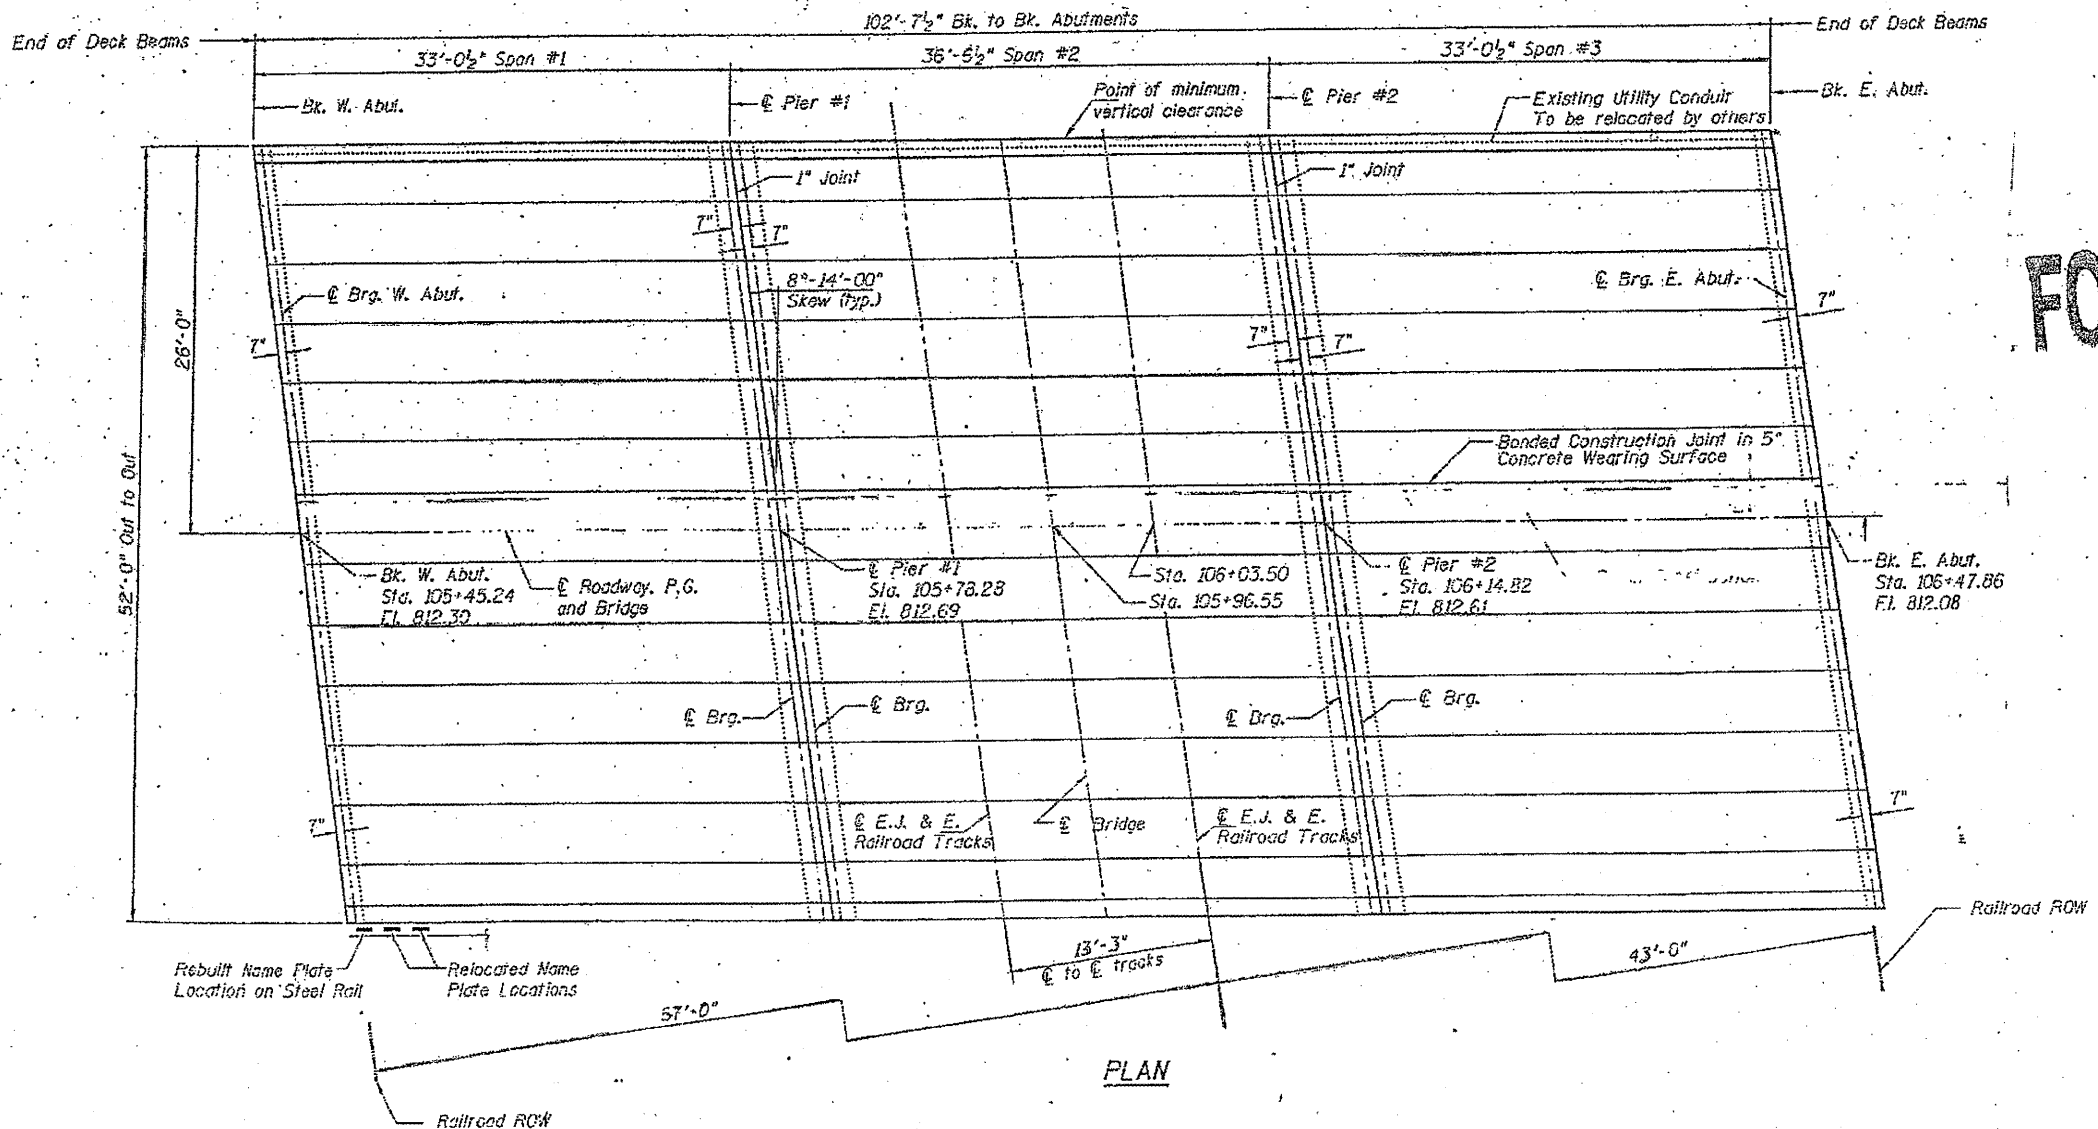 102'-7½" Bk. to Bk. Abutments
End of Deck Beams
End of Deck Beams
33'-0½" Span #1
36'-5½" Span #2
33'-0½" Span #3
Bk. W. Abut.
℄ Pier #1
Point of minimum
vertical clearance
℄ Pier #2
Existing Utility Conduit
To be relocated by others
Bk. E. Abut.
1" Joint
1" Joint
7"
7"
8°-14'-00"
Skew (typ.)
℄ Brg. W. Abut.
℄ Brg. E. Abut.
FO
7"
7"
7"
7"
26'-0"
52'-0" Out to Out
Bonded Construction Joint in 5"
Concrete Wearing Surface
Bk. W. Abut.
Sta. 105+45.24
El. 812.30
℄ Roadway, P.G.
and Bridge
℄ Pier #1
Sta. 105+78.28
El. 812.69
Sta. 106+03.50
Sta. 105+96.55
℄ Pier #2
Sta. 106+14.82
El. 812.61
Bk. E. Abut.
Sta. 106+47.86
El. 812.08
℄ Brg.
℄ Brg.
℄ Brg.
℄ Brg.
7"
7"
℄ E.J. & E.
Railroad Tracks
℄ Bridge
℄ E.J. & E.
Railroad Tracks
Rebuilt Name Plate
Location on Steel Rail
Relocated Name
Plate Locations
13'-3"
℄ to ℄ tracks
43'-0"
Railroad ROW
57'-0"
PLAN
Railroad ROW